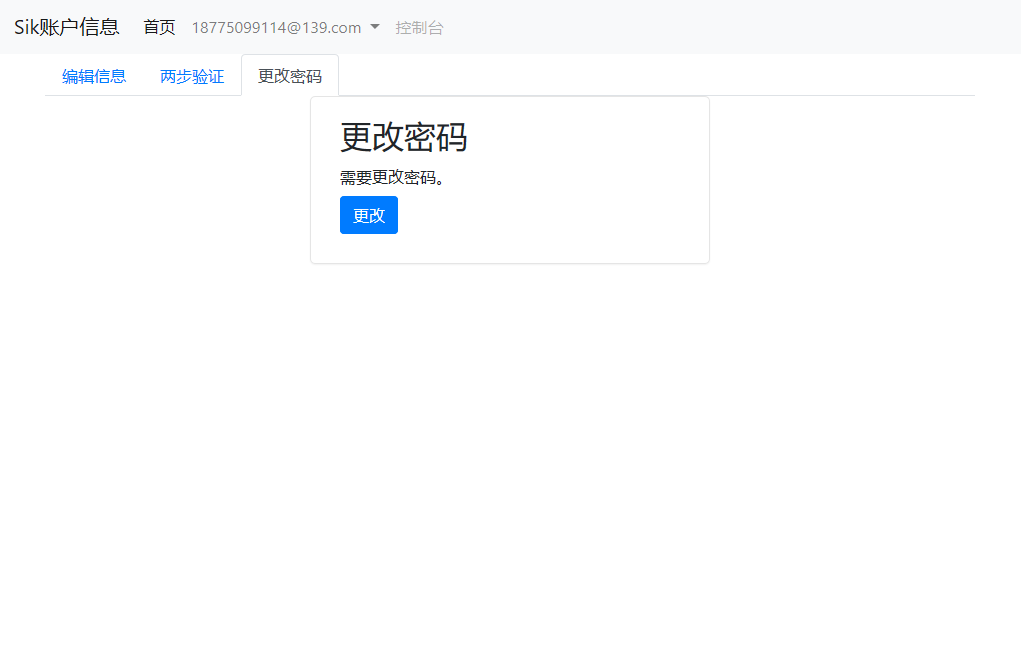 Sik账户信息 首页 18775099114@139.com 控制台
编辑信息 两步验证 更改密码
更改密码
需要更改密码。
更改